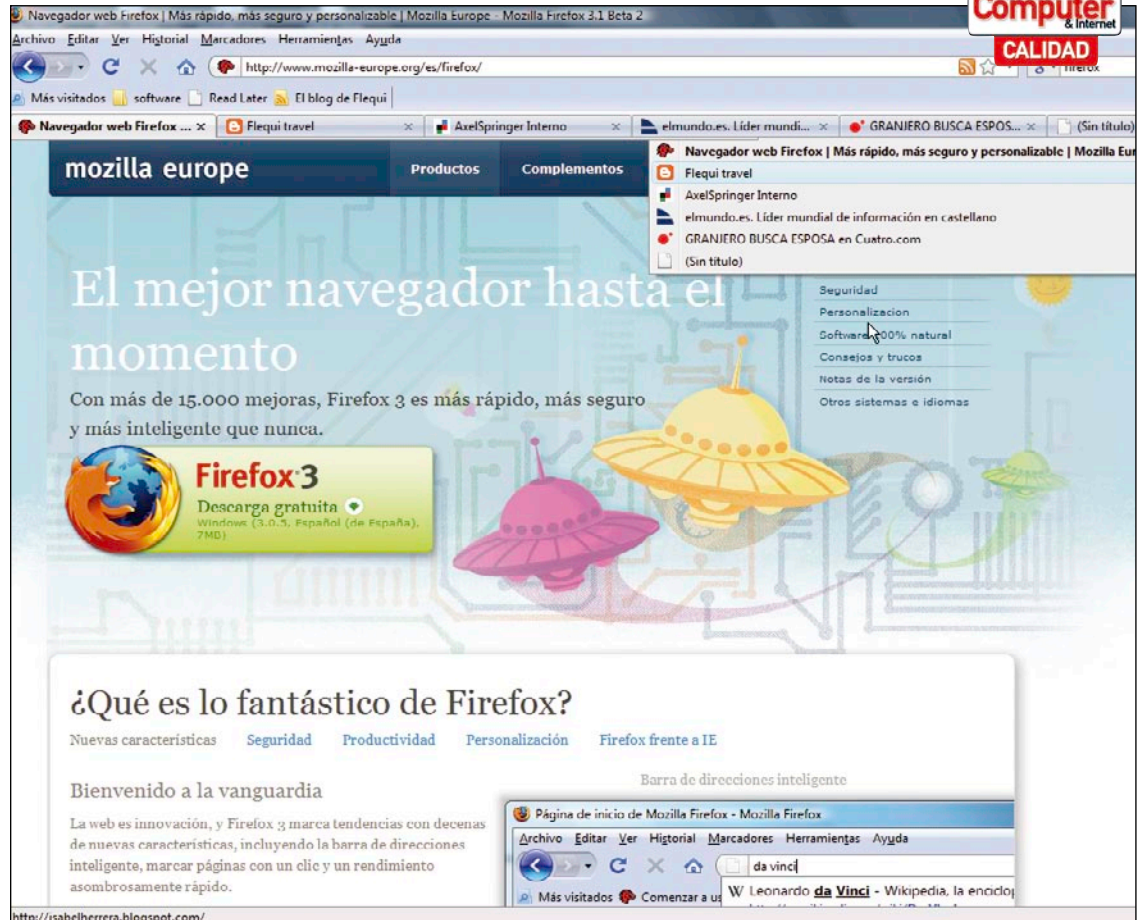 Navegador web Firefox | Más rápido, más seguro y personalizable | Mozilla Europe - Mozilla Firefox 3.1 Beta 2
Computer
& Internet
CALIDAD
Archivo Editar Ver Historial Marcadores Herramientas Ayuda
http://www.mozilla-europe.org/es/firefox/
firefox
Más visitados software Read Later El blog de Flequi
Navegador web Firefox ... Flequi travel AxelSpringer Interno elmundo.es. Líder mundi... GRANJERO BUSCA ESPOS... (Sin título)
mozilla europe Productos Complementos
Navegador web Firefox | Más rápido, más seguro y personalizable | Mozilla Eur
Flequi travel
AxelSpringer Interno
elmundo.es. Líder mundial de información en castellano
GRANJERO BUSCA ESPOSA en Cuatro.com
(Sin título)
El mejor navegador hasta el
momento
Con más de 15.000 mejoras, Firefox 3 es más rápido, más seguro
y más inteligente que nunca.
Seguridad
Personalizacion
Software 100% natural
Consejos y trucos
Notas de la versión
Otros sistemas e idiomas
Firefox 3
Descarga gratuita
Windows (3.0.5, Español (de España),
7MB)
¿Qué es lo fantástico de Firefox?
Nuevas características Seguridad Productividad Personalización Firefox frente a IE
Bienvenido a la vanguardia
La web es innovación, y Firefox 3 marca tendencias con decenas
de nuevas características, incluyendo la barra de direcciones
inteligente, marcar páginas con un clic y un rendimiento
asombrosamente rápido.
Barra de direcciones inteligente
Página de inicio de Mozilla Firefox - Mozilla Firefox
Archivo Editar Ver Historial Marcadores Herramientas Ayuda
da vinci
Más visitados Comenzar a us
W Leonardo da Vinci - Wikipedia, la enciclop
http://isabelherrera.blogspot.com/